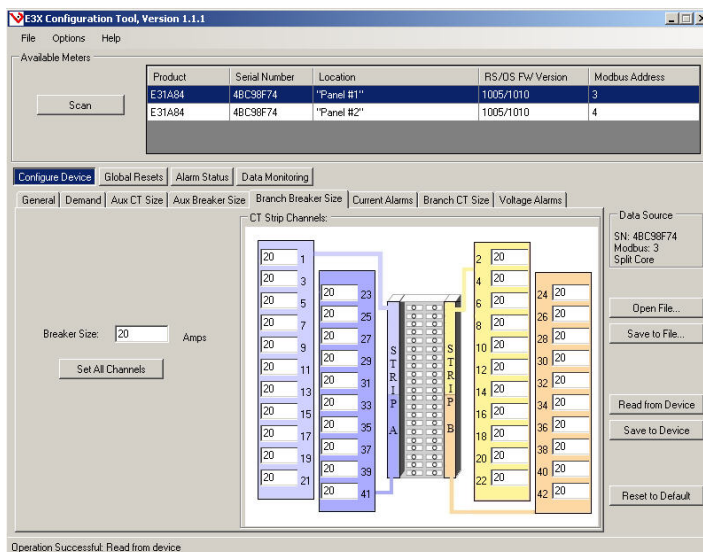 E3X Configuration Tool, Version 1.1.1
File Options Help
Available Meters
Scan
Product Serial Number Location RS/OS FW Version Modbus Address
E31A84 4BC98F74 "Panel #1" 1005/1010 3
E31A84 4BC98F74 "Panel #2" 1005/1010 4
Configure Device Global Resets Alarm Status Data Monitoring
General Demand Aux CT Size Aux Breaker Size Branch Breaker Size Current Alarms Branch CT Size Voltage Alarms
Breaker Size: 20 Amps
Set All Channels
CT Strip Channels:
20 1
20 3
20 5
20 7
20 9
20 11
20 13
20 15
20 17
20 19
20 21
20 23
20 25
20 27
20 29
20 31
20 33
20 35
20 37
20 39
20 41
STRIP A
STRIP B
2 20
4 20
6 20
8 20
10 20
12 20
14 20
16 20
18 20
20 20
22 20
24 20
26 20
28 20
30 20
32 20
34 20
36 20
38 20
40 20
42 20
Data Source
SN: 4BC98F74
Modbus: 3
Split Core
Open File...
Save to File...
Read from Device
Save to Device
Reset to Default
Operation Successful: Read from device